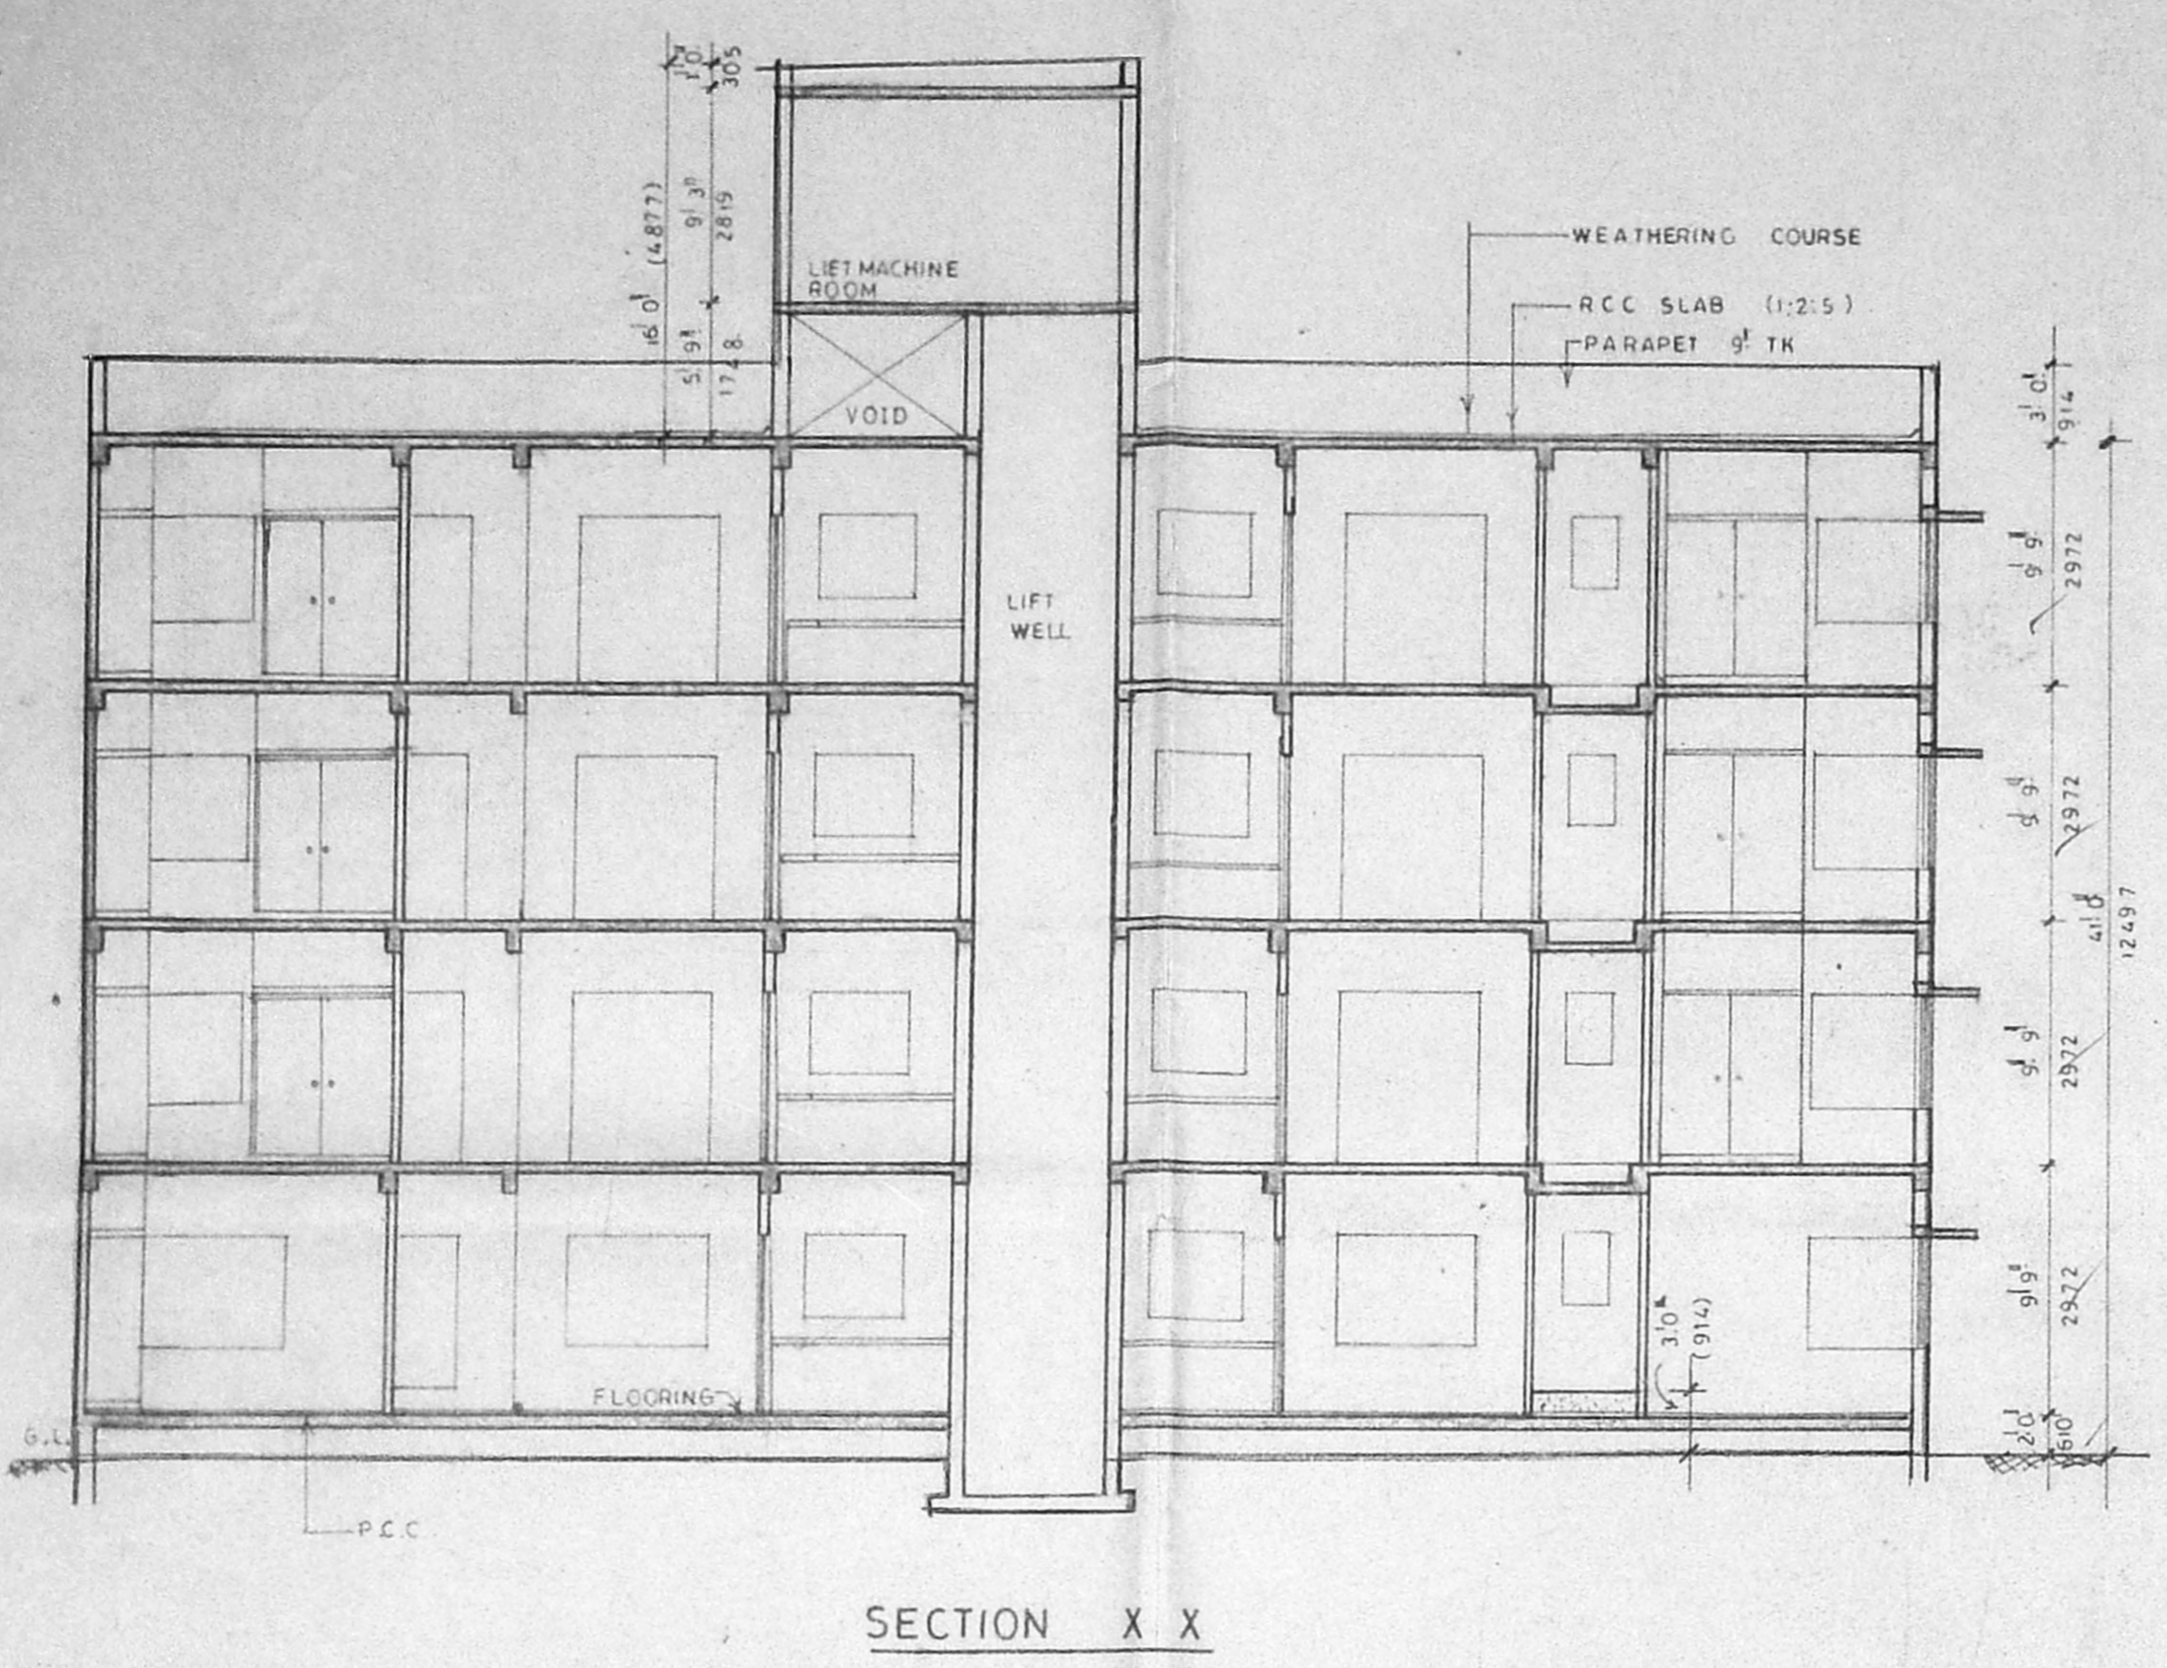 1' 0"
305
16' 0" (4877)
9' 3"
2819
LIFT MACHINE
ROOM
5' 9"
1748
VOID
WEATHERING COURSE
RCC SLAB (1:2:5)
PARAPET 9" TK
3' 0"
914
LIFT
WELL
9' 9"
2972
9' 9"
2972
41' 0"
12497
9' 9"
2972
9' 9"
2972
3' 0"
(914)
FLOORING
2' 0"
610
G.L.
P.C.C
SECTION X X